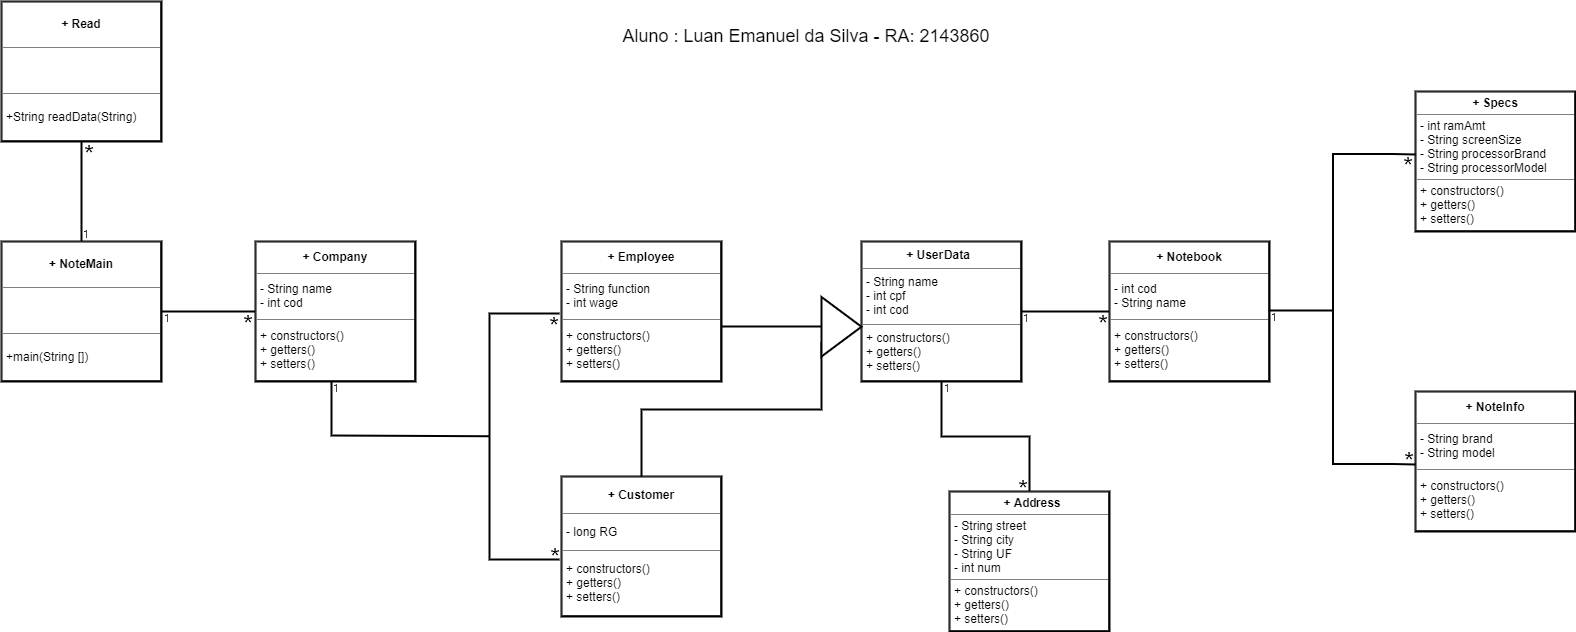 + Read
+String readData(String)
*
1
Aluno : Luan Emanuel da Silva - RA: 2143860
+ NoteMain
+main(String [])
1
*
+ Company
- String name
- int cod
+ constructors()
+ getters()
+ setters()
1
*
+ Employee
- String function
- int wage
+ constructors()
+ getters()
+ setters()
*
+ Customer
- long RG
+ constructors()
+ getters()
+ setters()
+ UserData
- String name
- int cpf
- int cod
+ constructors()
+ getters()
+ setters()
1
*
1
*
+ Address
- String street
- String city
- String UF
- int num
+ constructors()
+ getters()
+ setters()
+ Notebook
- int cod
- String name
+ constructors()
+ getters()
+ setters()
1
*
+ Specs
- int ramAmt
- String screenSize
- String processorBrand
- String processorModel
+ constructors()
+ getters()
+ setters()
*
+ NoteInfo
- String brand
- String model
+ constructors()
+ getters()
+ setters()